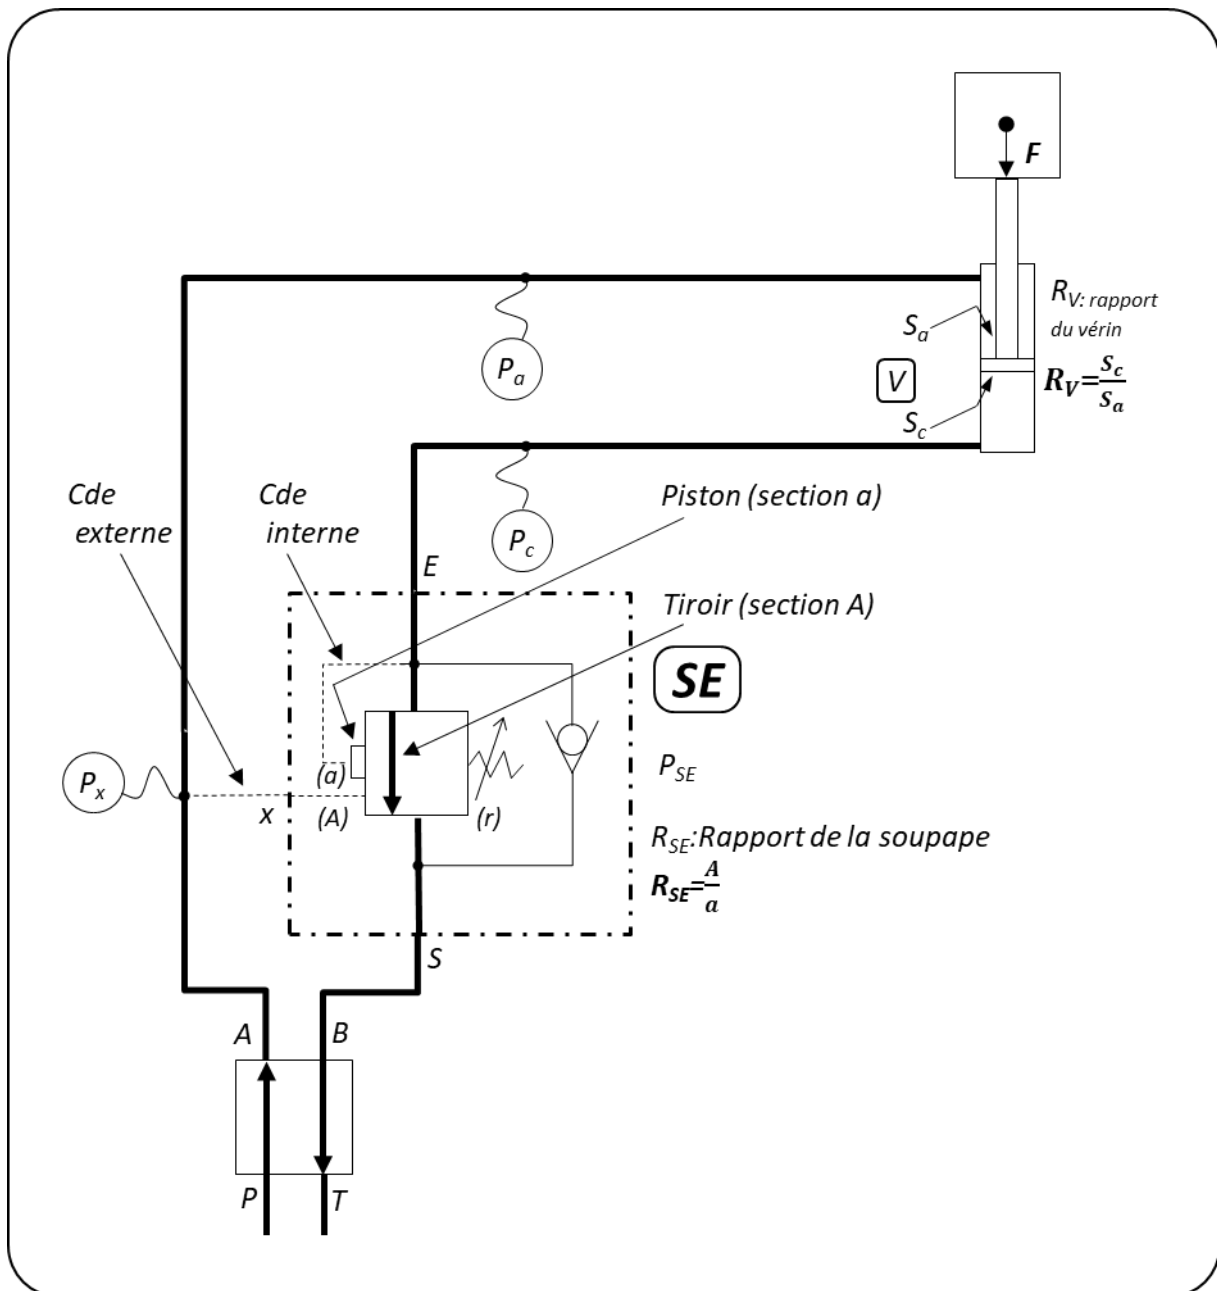 F
R_V: rapport
du vérin
S_a
P_a
V
R_V=S_c/S_a
S_c
Cde
externe
Cde
interne
Piston (section a)
P_c
E
Tiroir (section A)
SE
P_x
(a)
P_SE
x
(A)
(r)
R_SE:Rapport de la soupape
R_SE=A/a
S
A
B
P
T